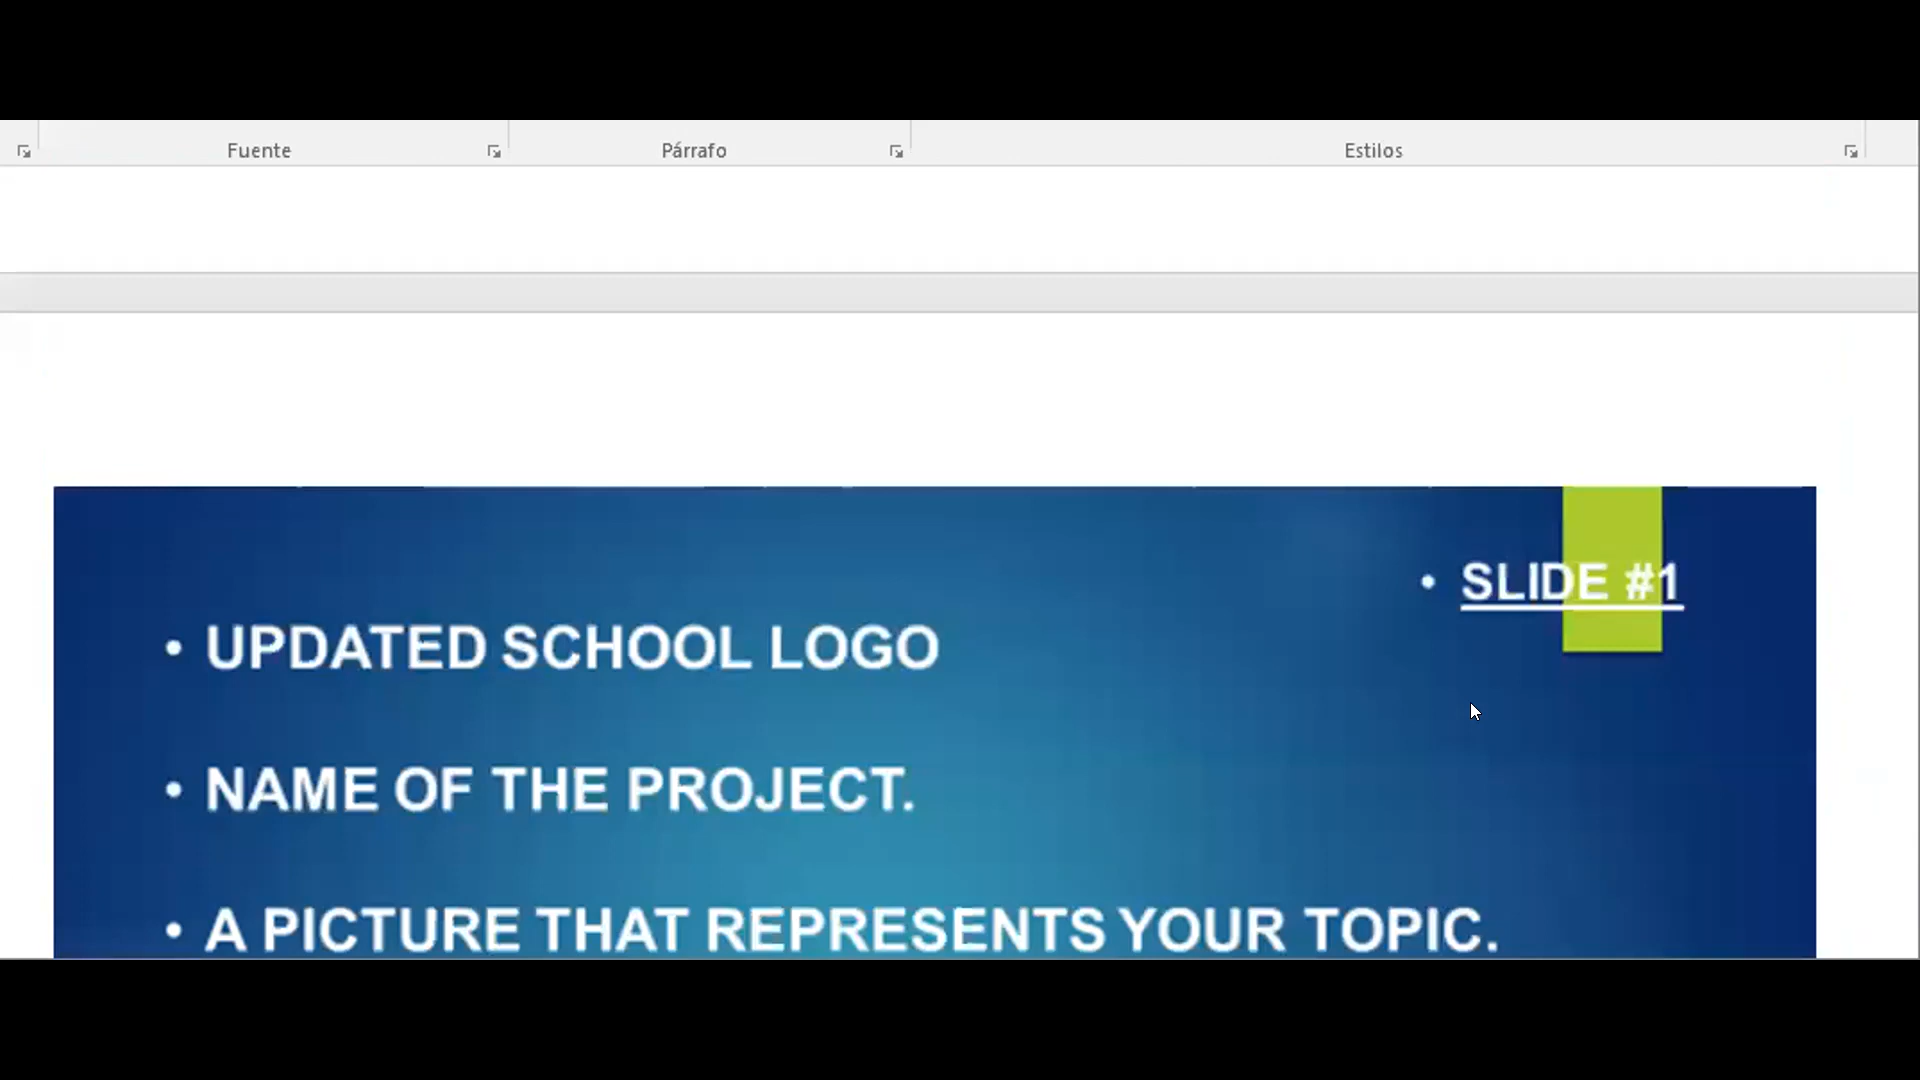 Fuente Párrafo Estilos
• SLIDE #1
• UPDATED SCHOOL LOGO
• NAME OF THE PROJECT.
• A PICTURE THAT REPRESENTS YOUR TOPIC.